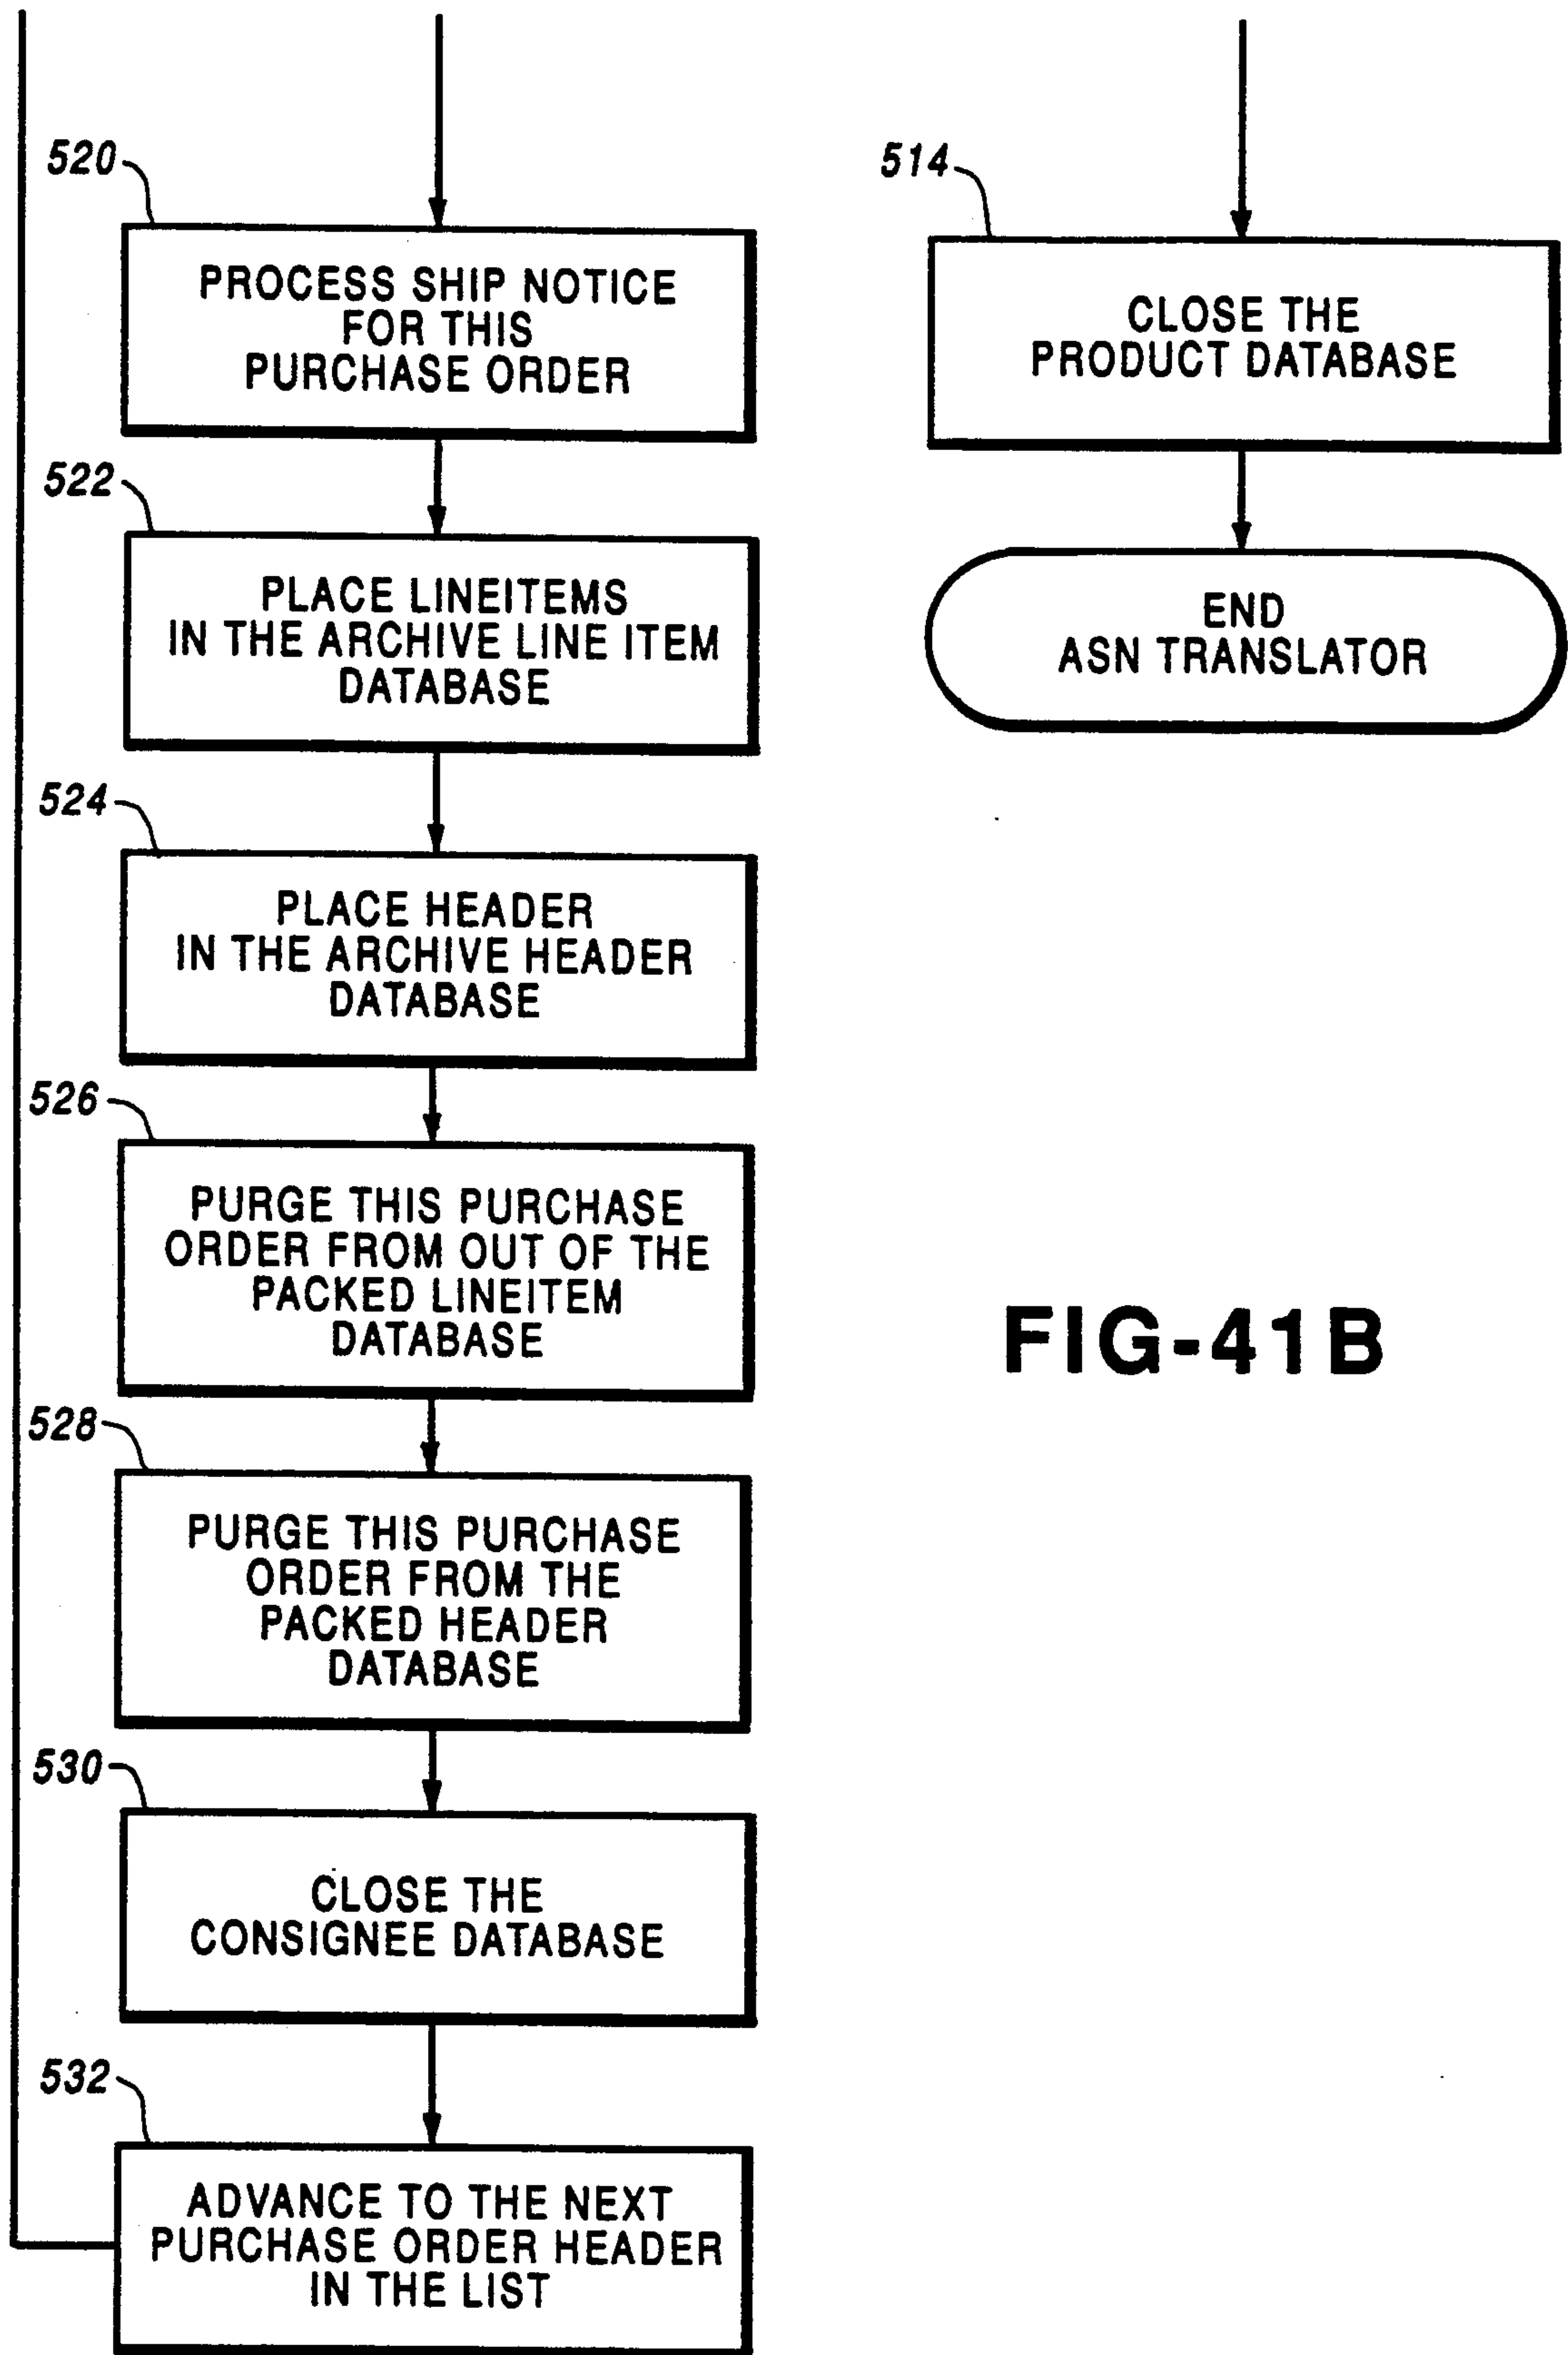 520
PROCESS SHIP NOTICE
FOR THIS
PURCHASE ORDER
522
PLACE LINEITEMS
IN THE ARCHIVE LINE ITEM
DATABASE
524
PLACE HEADER
IN THE ARCHIVE HEADER
DATABASE
526
PURGE THIS PURCHASE
ORDER FROM OUT OF THE
PACKED LINEITEM
DATABASE
528
PURGE THIS PURCHASE
ORDER FROM THE
PACKED HEADER
DATABASE
530
CLOSE THE
CONSIGNEE DATABASE
532
ADVANCE TO THE NEXT
PURCHASE ORDER HEADER
IN THE LIST
514
CLOSE THE
PRODUCT DATABASE
END
ASN TRANSLATOR
FIG-41B